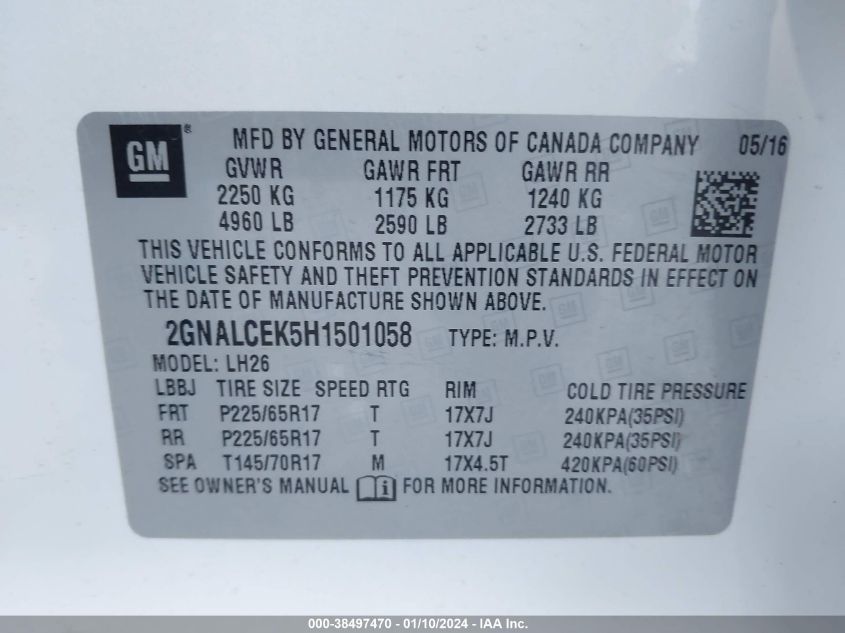 GM ®
MFD BY GENERAL MOTORS OF CANADA COMPANY 05/16
GVWR GAWR FRT GAWR RR
2250 KG 1175 KG 1240 KG
4960 LB 2590 LB 2733 LB
THIS VEHICLE CONFORMS TO ALL APPLICABLE U.S. FEDERAL MOTOR
VEHICLE SAFETY AND THEFT PREVENTION STANDARDS IN EFFECT ON
THE DATE OF MANUFACTURE SHOWN ABOVE.
2GNALCEK5H1501058 TYPE: M.P.V.
MODEL: LH26
LBBJ TIRE SIZE SPEED RTG RIM COLD TIRE PRESSURE
FRT P225/65R17 T 17X7J 240KPA(35PSI)
RR P225/65R17 T 17X7J 240KPA(35PSI)
SPA T145/70R17 M 17X4.5T 420KPA(60PSI)
SEE OWNER'S MANUAL i FOR MORE INFORMATION.
000-38497470 - 01/10/2024 - IAA Inc.